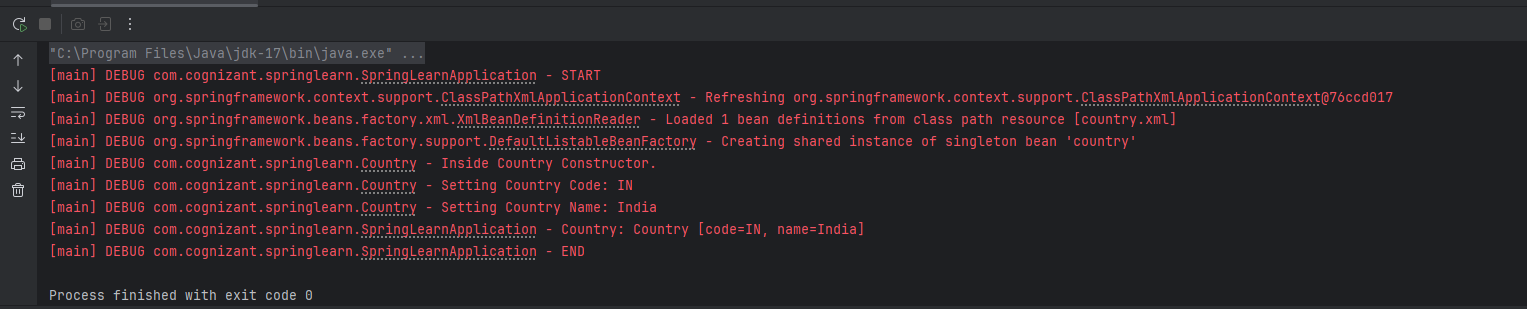 "C:\Program Files\Java\jdk-17\bin\java.exe" ...
[main] DEBUG com.cognizant.springlearn.SpringLearnApplication - START
[main] DEBUG org.springframework.context.support.ClassPathXmlApplicationContext - Refreshing org.springframework.context.support.ClassPathXmlApplicationContext@76ccd017
[main] DEBUG org.springframework.beans.factory.xml.XmlBeanDefinitionReader - Loaded 1 bean definitions from class path resource [country.xml]
[main] DEBUG org.springframework.beans.factory.support.DefaultListableBeanFactory - Creating shared instance of singleton bean 'country'
[main] DEBUG com.cognizant.springlearn.Country - Inside Country Constructor.
[main] DEBUG com.cognizant.springlearn.Country - Setting Country Code: IN
[main] DEBUG com.cognizant.springlearn.Country - Setting Country Name: India
[main] DEBUG com.cognizant.springlearn.SpringLearnApplication - Country: Country [code=IN, name=India]
[main] DEBUG com.cognizant.springlearn.SpringLearnApplication - END
Process finished with exit code 0